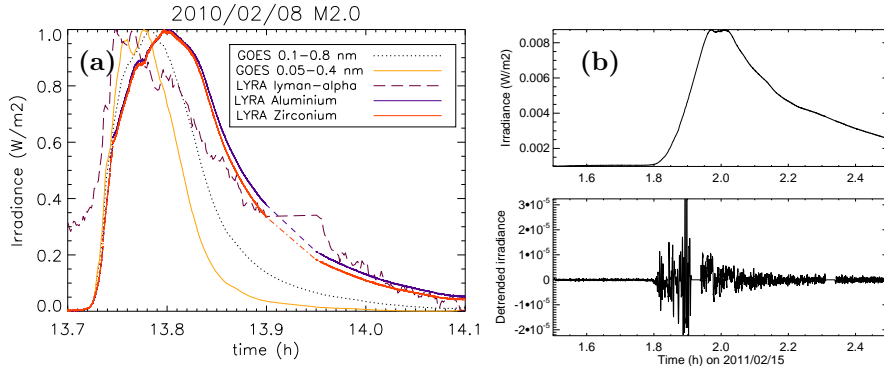 2010/02/08 M2.0
(a)
GOES 0.1-0.8 nm
GOES 0.05-0.4 nm
LYRA lyman-alpha
LYRA Aluminium
LYRA Zirconium
Irradiance (W/m2)
1.0
0.8
0.6
0.4
0.2
0.0
13.7
13.8
13.9
14.0
14.1
time (h)
(b)
Irradiance (W/m2)
0.008
0.006
0.004
0.002
1.6
1.8
2.0
2.2
2.4
Detrended irradiance
3•10⁻⁵
2•10⁻⁵
1•10⁻⁵
0
-1•10⁻⁵
-2•10⁻⁵
1.6
1.8
2.0
2.2
2.4
Time (h) on 2011/02/15